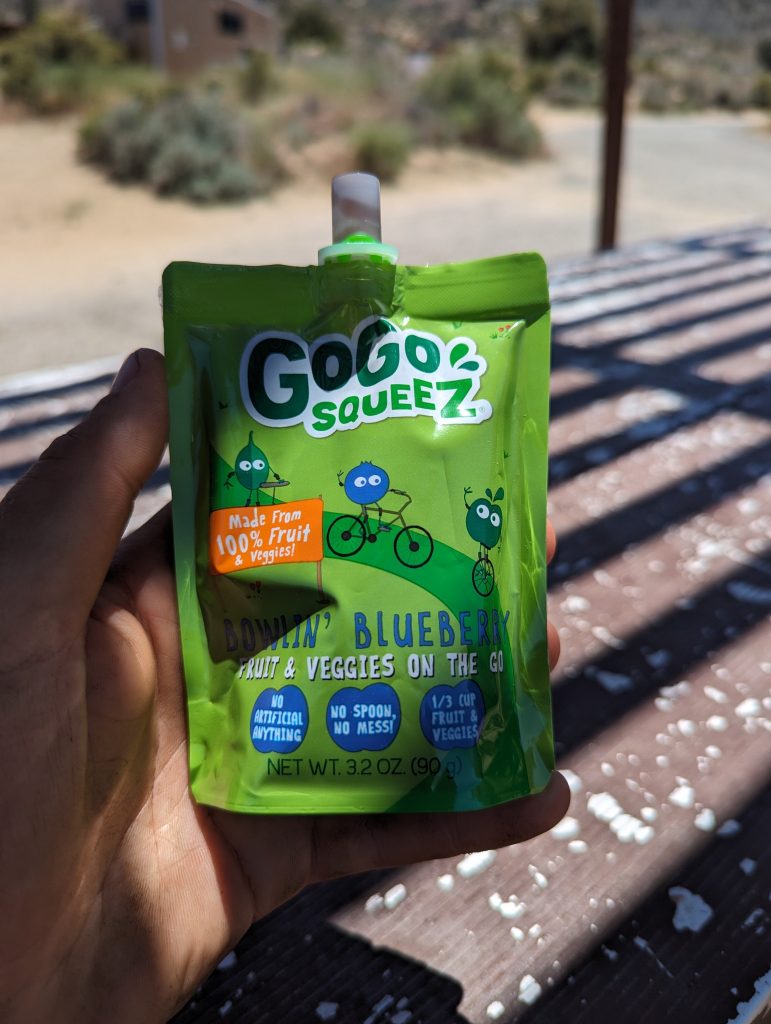 GoGo
SQUEEZ®
Made From
100% Fruit
& Veggies!
BOWLIN' BLUEBERRY
FRUIT & VEGGIES ON THE GO
NO
ARTIFICIAL
ANYTHING
NO SPOON,
NO MESS!
1/3 CUP
FRUIT &
VEGGIES
NET WT. 3.2 OZ. (90 g)